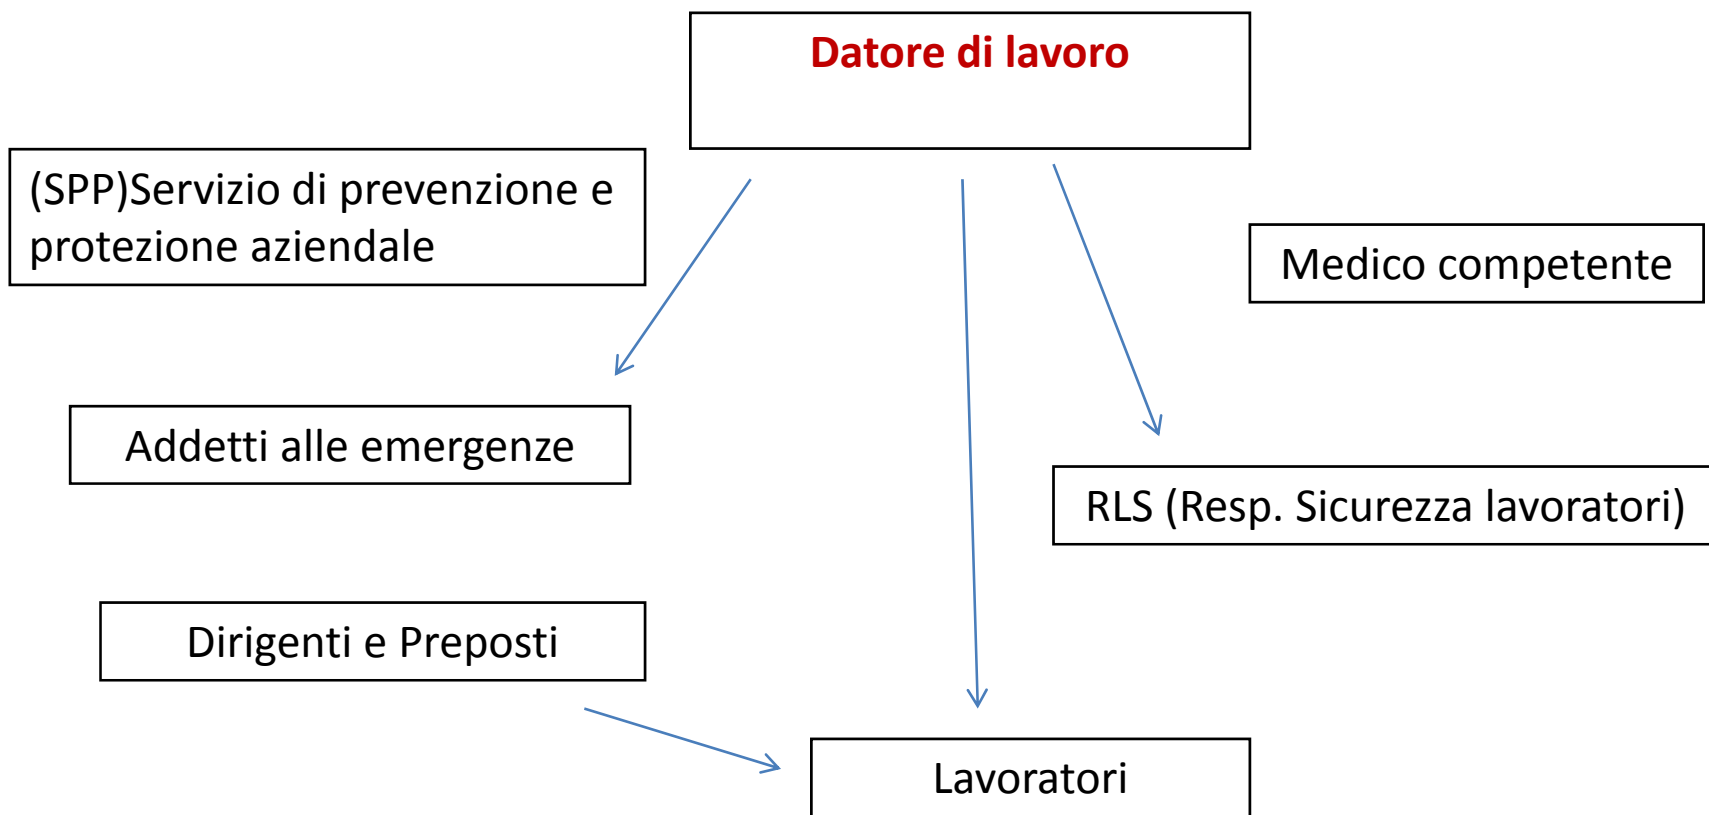 Datore di lavoro
(SPP)Servizio di prevenzione e
protezione aziendale
Medico competente
Addetti alle emergenze
RLS (Resp. Sicurezza lavoratori)
Dirigenti e Preposti
Lavoratori